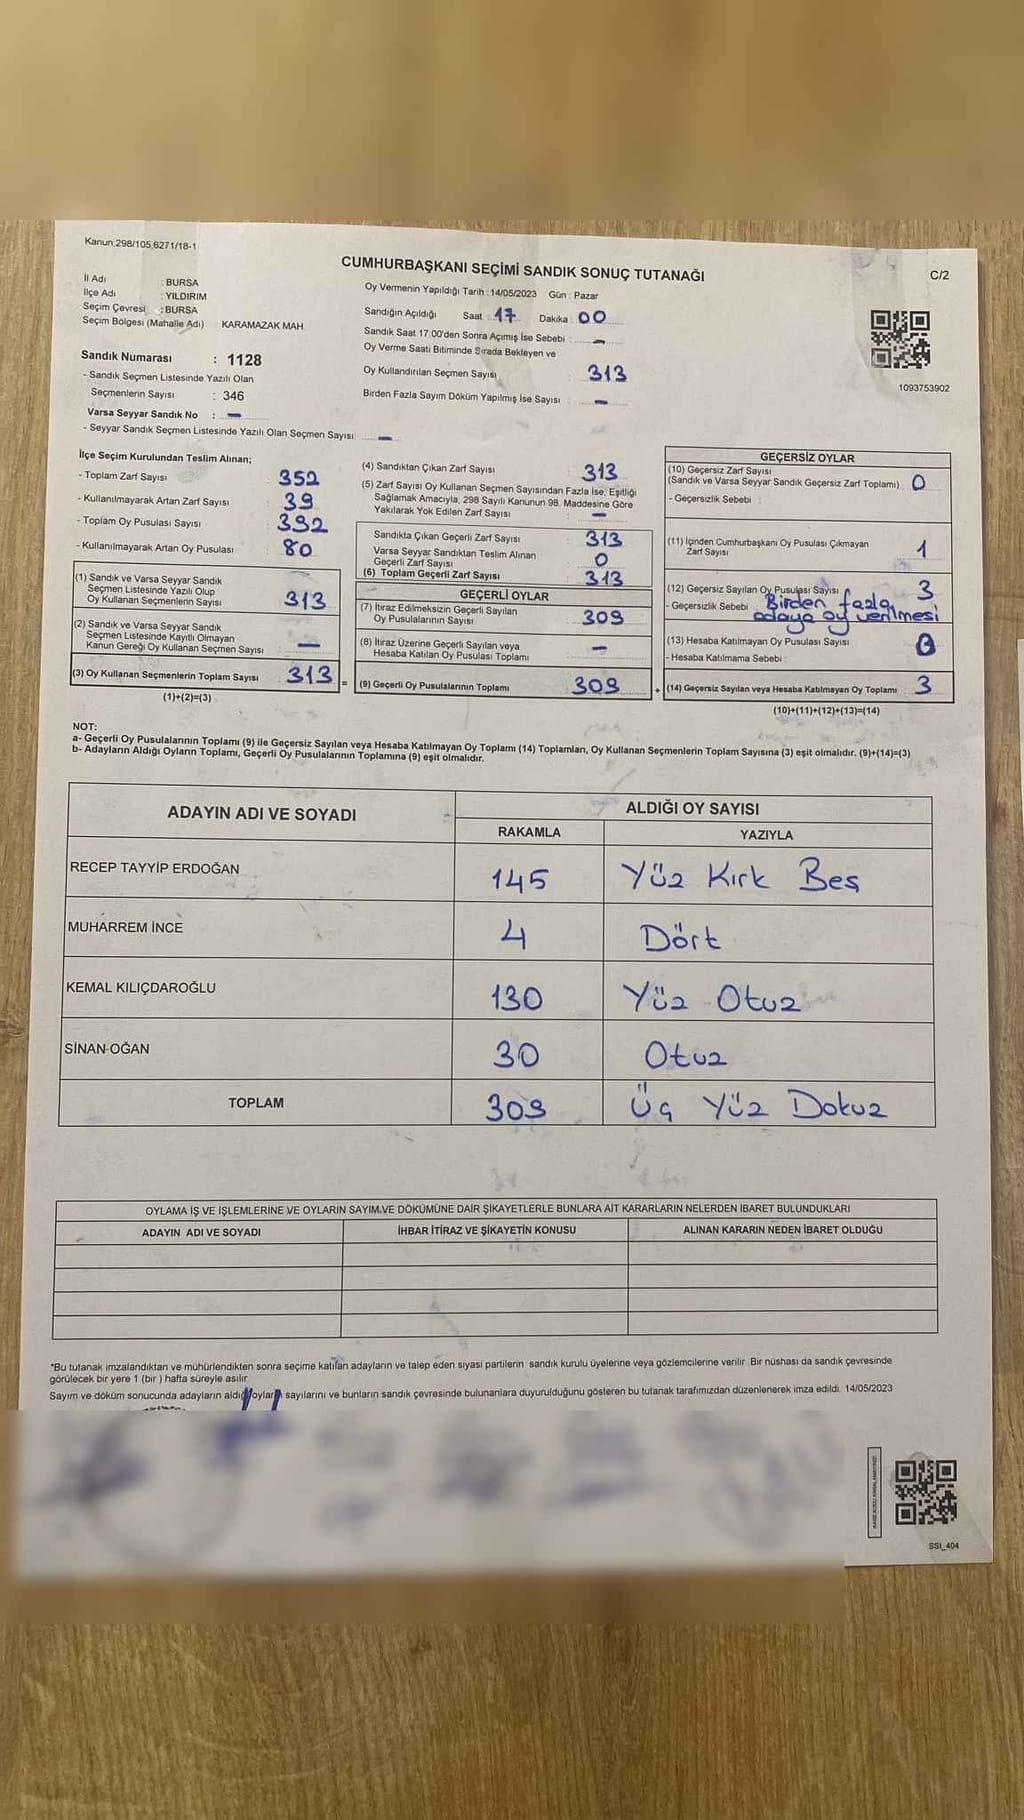 Kanun:298/105,6271/18-1
CUMHURBAŞKANI SEÇİMİ SANDIK SONUÇ TUTANAĞI
C/2
İl Adı : BURSA
İlçe Adı : YILDIRIM
Seçim Çevresi : BURSA
Seçim Bölgesi (Mahalle Adı) KARAMAZAK MAH.
Sandık Numarası : 1128
- Sandık Seçmen Listesinde Yazılı Olan
Seçmenlerin Sayısı : 346
Varsa Seyyar Sandık No : –
- Seyyar Sandık Seçmen Listesinde Yazılı Olan Seçmen Sayısı: –
Oy Vermenin Yapıldığı Tarih : 14/05/2023 Gün : Pazar
Sandığın Açıldığı Saat : 17 Dakika : 00
Sandık Saat 17:00'den Sonra Açımış İse Sebebi : –
Oy Verme Saati Bitiminde Sırada Bekleyen ve
Oy Kullandırılan Seçmen Sayısı : 313
Birden Fazla Sayım Döküm Yapılmış İse Sayısı : –
1093753902
İlçe Seçim Kurulundan Teslim Alınan;
- Toplam Zarf Sayısı : 352
- Kullanılmayarak Artan Zarf Sayısı : 39
- Toplam Oy Pusulası Sayısı : 392
- Kullanılmayarak Artan Oy Pusulası : 80
(1) Sandık ve Varsa Seyyar Sandık
Seçmen Listesinde Yazılı Olup
Oy Kullanan Seçmenlerin Sayısı 313
(2) Sandık ve Varsa Seyyar Sandık
Seçmen Listesinde Kayıtlı Olmayan
Kanun Gereği Oy Kullanan Seçmen Sayısı –
(3) Oy Kullanan Seçmenlerin Toplam Sayısı 313 =
(1)+(2)=(3)
(4) Sandıktan Çıkan Zarf Sayısı 313
(5) Zarf Sayısı Oy Kullanan Seçmen Sayısından Fazla İse, Eşitliği
Sağlamak Amacıyla, 298 Sayılı Kanunun 98. Maddesine Göre
Yakılarak Yok Edilen Zarf Sayısı –
Sandıkta Çıkan Geçerli Zarf Sayısı 313
Varsa Seyyar Sandıktan Teslim Alınan
Geçerli Zarf Sayısı 0
(6) Toplam Geçerli Zarf Sayısı 313
GEÇERLİ OYLAR
(7) İtiraz Edilmeksizin Geçerli Sayılan
Oy Pusulalarının Sayısı 309
(8) İtiraz Üzerine Geçerli Sayılan veya
Hesaba Katılan Oy Pusulası Toplamı –
(9) Geçerli Oy Pusulalarının Toplamı 309 +
GEÇERSİZ OYLAR
(10) Geçersiz Zarf Sayısı
(Sandık ve Varsa Seyyar Sandık Geçersiz Zarf Toplamı) : 0
- Geçersizlik Sebebi :
(11) İçinden Cumhurbaşkanı Oy Pusulası Çıkmayan
Zarf Sayısı 1
(12) Geçersiz Sayılan Oy Pusulası Sayısı : 3
- Geçersizlik Sebebi : Birden fazla
adaya oy verilmesi
(13) Hesaba Katılmayan Oy Pusulası Sayısı 0
- Hesaba Katılmama Sebebi :
(14) Geçersiz Sayılan veya Hesaba Katılmayan Oy Toplamı 3
(10)+(11)+(12)+(13)=(14)
NOT:
a- Geçerli Oy Pusulalarının Toplamı (9) ile Geçersiz Sayılan veya Hesaba Katılmayan Oy Toplamı (14) Toplamları, Oy Kullanan Seçmenlerin Toplam Sayısına (3) eşit olmalıdır. (9)+(14)=(3)
b- Adayların Aldığı Oyların Toplamı, Geçerli Oy Pusulalarının Toplamına (9) eşit olmalıdır.
ADAYIN ADI VE SOYADI ALDIĞI OY SAYISI
RAKAMLA YAZIYLA
RECEP TAYYİP ERDOĞAN 145 Yüz Kırk Beş
MUHARREM İNCE 4 Dört
KEMAL KILIÇDAROĞLU 130 Yüz Otuz
SİNAN OĞAN 30 Otuz
TOPLAM 309 Üç Yüz Dokuz
OYLAMA İŞ VE İŞLEMLERİNE VE OYLARIN SAYIM VE DÖKÜMÜNE DAİR ŞİKAYETLERLE BUNLARA AİT KARARLARIN NELERDEN İBARET BULUNDUKLARI
ADAYIN ADI VE SOYADI İHBAR İTİRAZ VE ŞİKAYETİN KONUSU ALINAN KARARIN NEDEN İBARET OLDUĞU
*Bu tutanak imzalandıktan ve mühürlendikten sonra seçime katılan adayların ve talep eden siyasi partilerin sandık kurulu üyelerine veya gözlemcilerine verilir. Bir nüshası da sandık çevresinde
görülecek bir yere 1 (bir ) hafta süreyle asılır.
Sayım ve döküm sonucunda adayların aldığı oyların sayılarını ve bunların sandık çevresinde bulunanlara duyurulduğunu gösteren bu tutanak tarafımızdan düzenlenerek imza edildi. 14/05/2023
SSI_404